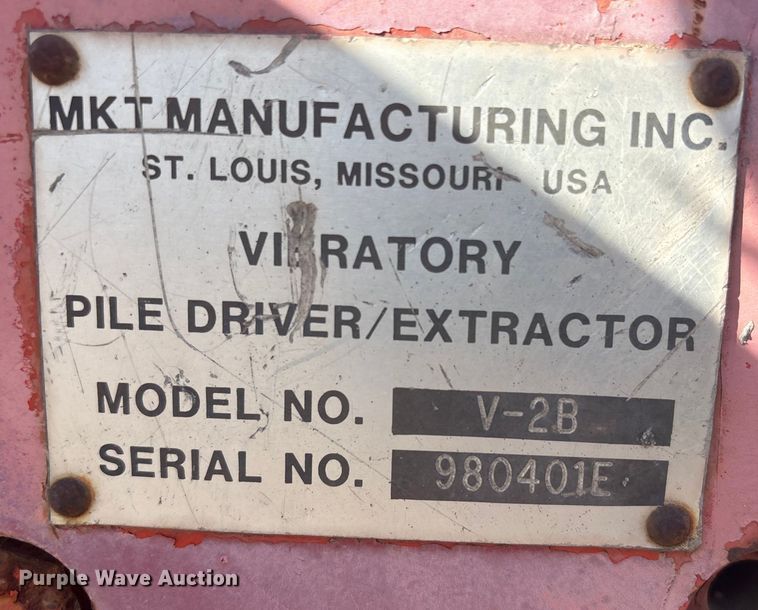 MKT MANUFACTURING INC.
ST. LOUIS, MISSOURI USA
VIBRATORY
PILE DRIVER/EXTRACTOR
MODEL NO. V-2B
SERIAL NO. 980401E
Purple Wave Auction